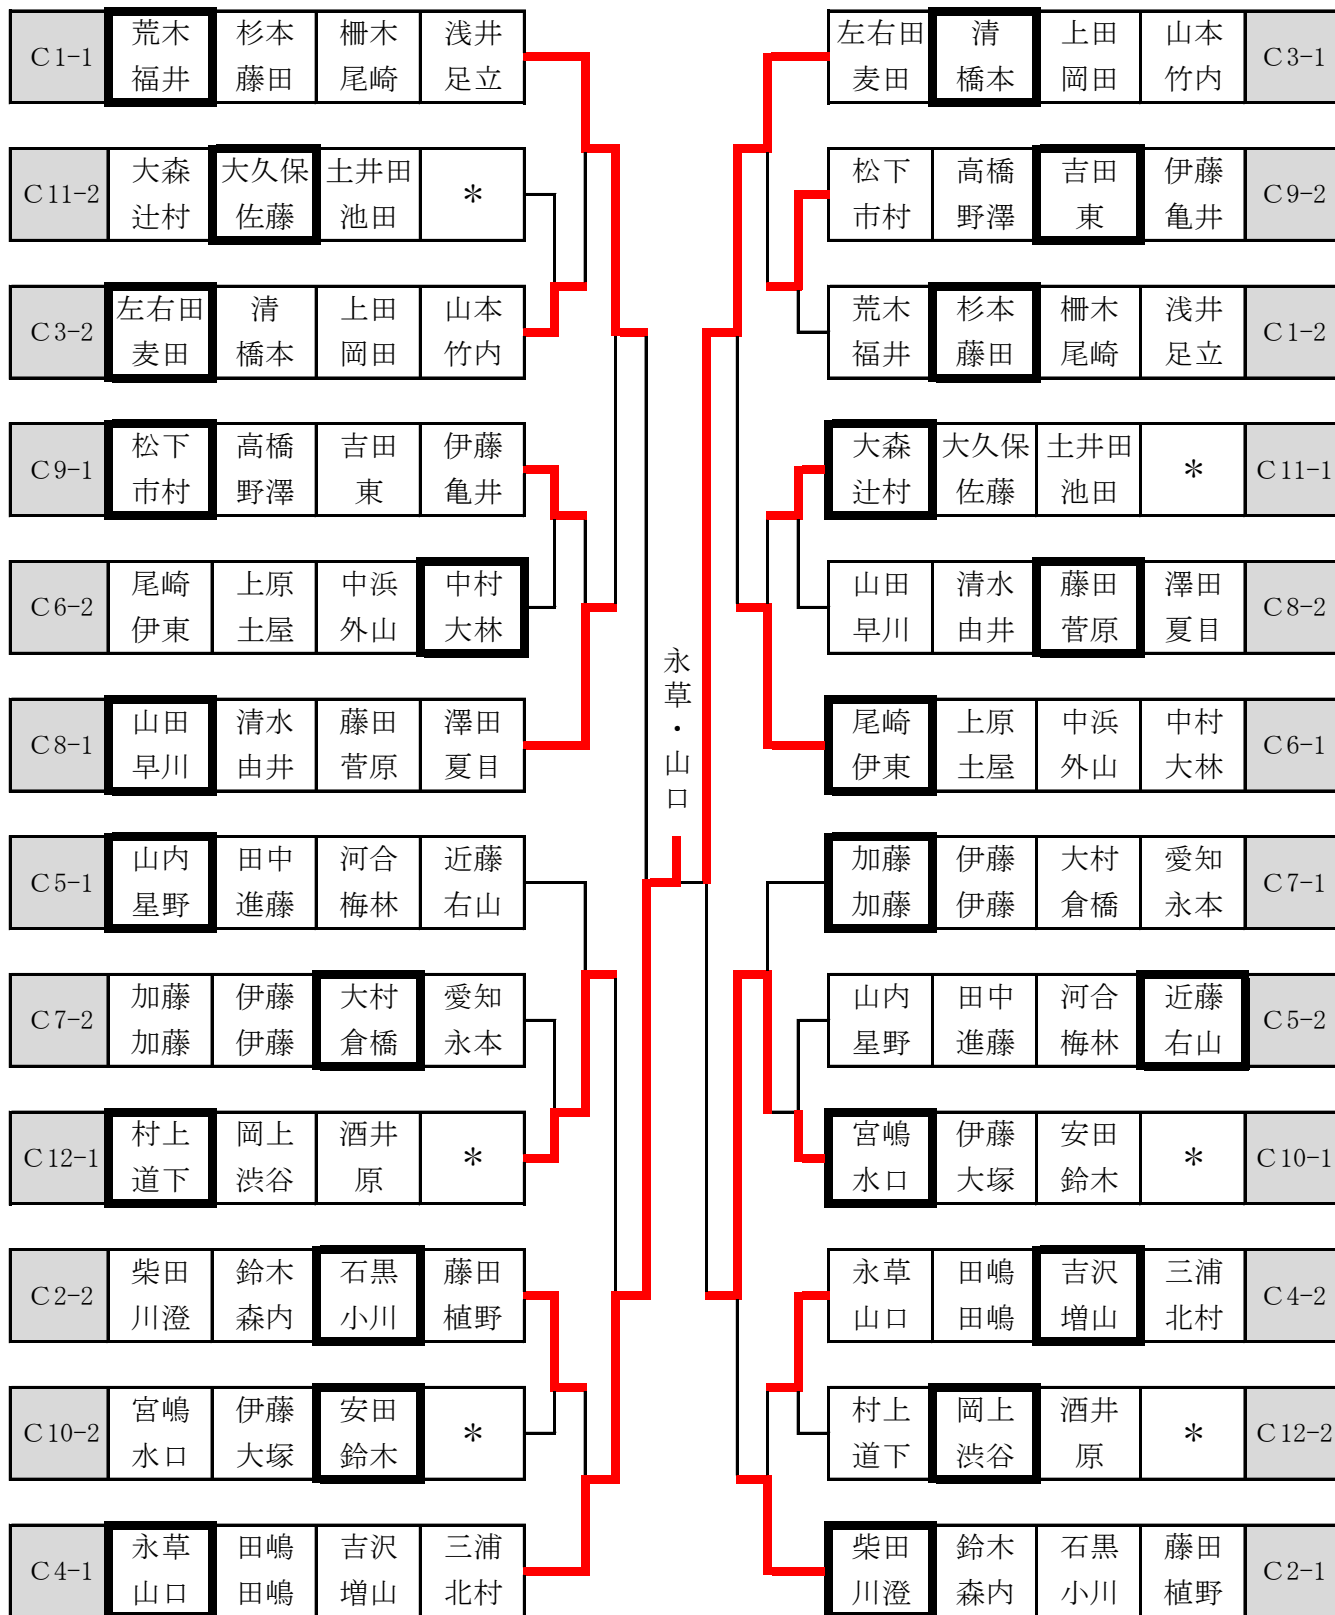 C1-1 荒木 杉本 柵木 浅井
福井 藤田 尾崎 足立
C11-2 大森 大久保 土井田 *
辻村 佐藤 池田
C3-2 左右田 清 上田 山本
麦田 橋本 岡田 竹内
C9-1 松下 高橋 吉田 伊藤
市村 野澤 東 亀井
C6-2 尾崎 上原 中浜 中村
伊東 土屋 外山 大林
C8-1 山田 清水 藤田 澤田
早川 由井 菅原 夏目
C5-1 山内 田中 河合 近藤
星野 進藤 梅林 右山
C7-2 加藤 伊藤 大村 愛知
加藤 伊藤 倉橋 永本
C12-1 村上 岡上 酒井 *
道下 渋谷 原
C2-2 柴田 鈴木 石黒 藤田
川澄 森内 小川 植野
C10-2 宮嶋 伊藤 安田 *
水口 大塚 鈴木
C4-1 永草 田嶋 吉沢 三浦
山口 田嶋 増山 北村
永草・山口
左右田 清 上田 山本 C3-1
麦田 橋本 岡田 竹内
松下 高橋 吉田 伊藤 C9-2
市村 野澤 東 亀井
荒木 杉本 柵木 浅井 C1-2
福井 藤田 尾崎 足立
大森 大久保 土井田 * C11-1
辻村 佐藤 池田
山田 清水 藤田 澤田 C8-2
早川 由井 菅原 夏目
尾崎 上原 中浜 中村 C6-1
伊東 土屋 外山 大林
加藤 伊藤 大村 愛知 C7-1
加藤 伊藤 倉橋 永本
山内 田中 河合 近藤 C5-2
星野 進藤 梅林 右山
宮嶋 伊藤 安田 * C10-1
水口 大塚 鈴木
永草 田嶋 吉沢 三浦 C4-2
山口 田嶋 増山 北村
村上 岡上 酒井 * C12-2
道下 渋谷 原
柴田 鈴木 石黒 藤田 C2-1
川澄 森内 小川 植野